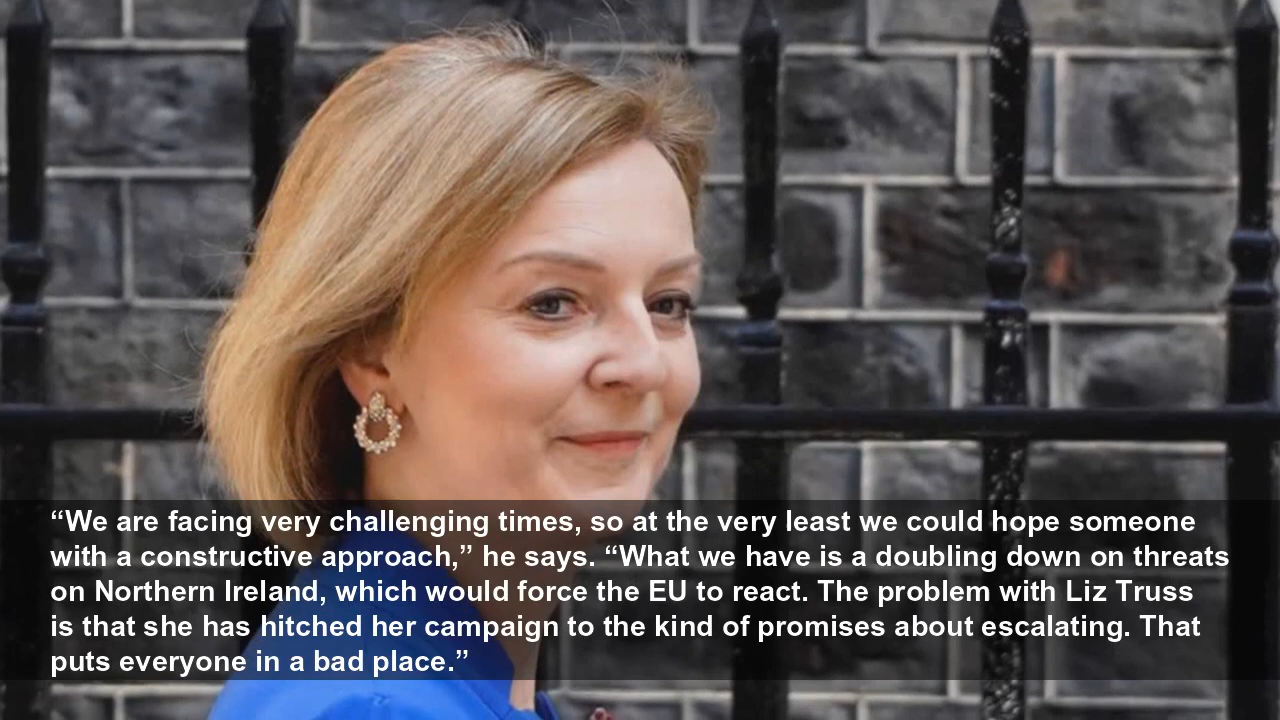 “We are facing very challenging times, so at the very least we could hope someone
with a constructive approach,” he says. “What we have is a doubling down on threats
on Northern Ireland, which would force the EU to react. The problem with Liz Truss
is that she has hitched her campaign to the kind of promises about escalating. That
puts everyone in a bad place.”